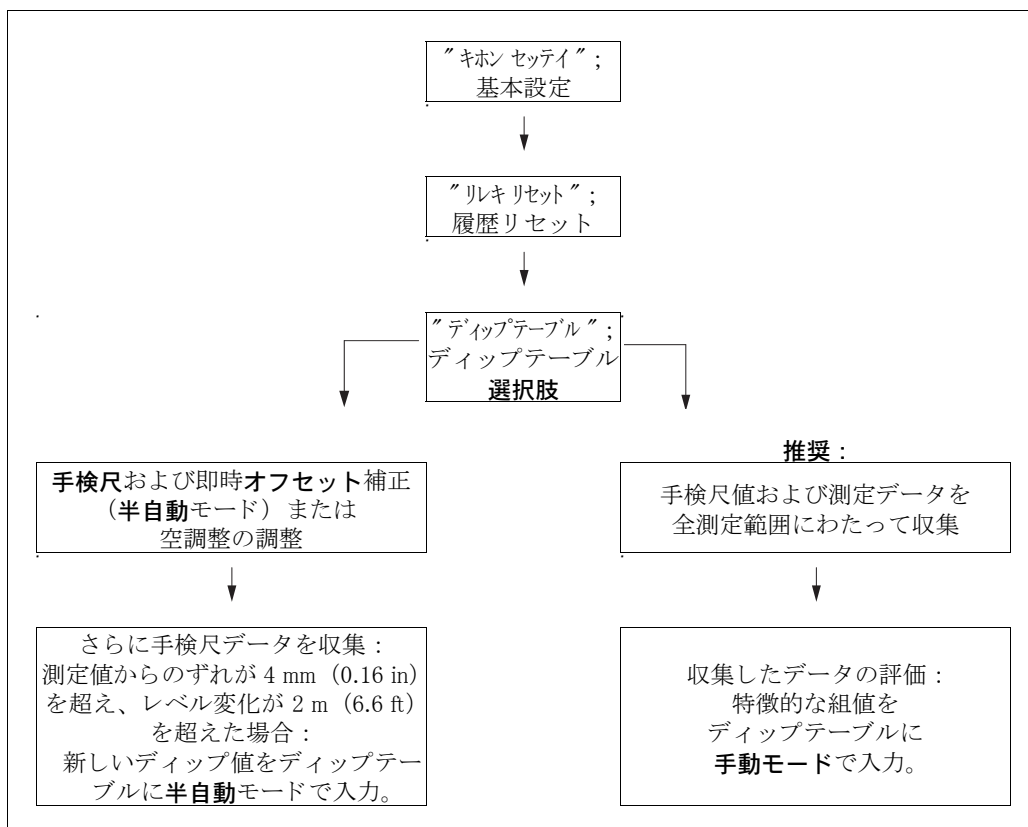 "ｷﾎﾝ ｾｯﾃｲ";
基本設定
"ﾘﾚｷ ﾘｾｯﾄ";
履歴リセット
"ﾃﾞｨｯﾌﾟﾃｰﾌﾞﾙ";
ディップテーブル
選択肢
手検尺および即時オフセット補正
（半自動モード）または
空調整の調整
さらに手検尺データを収集：
測定値からのずれが 4 mm（0.16 in）
を超え、レベル変化が 2 m（6.6 ft）
を超えた場合：
新しいディップ値をディップテー
ブルに半自動モードで入力。
推奨：
手検尺値および測定データを
全測定範囲にわたって収集
収集したデータの評価：
特徴的な組値を
ディップテーブルに
手動モードで入力。